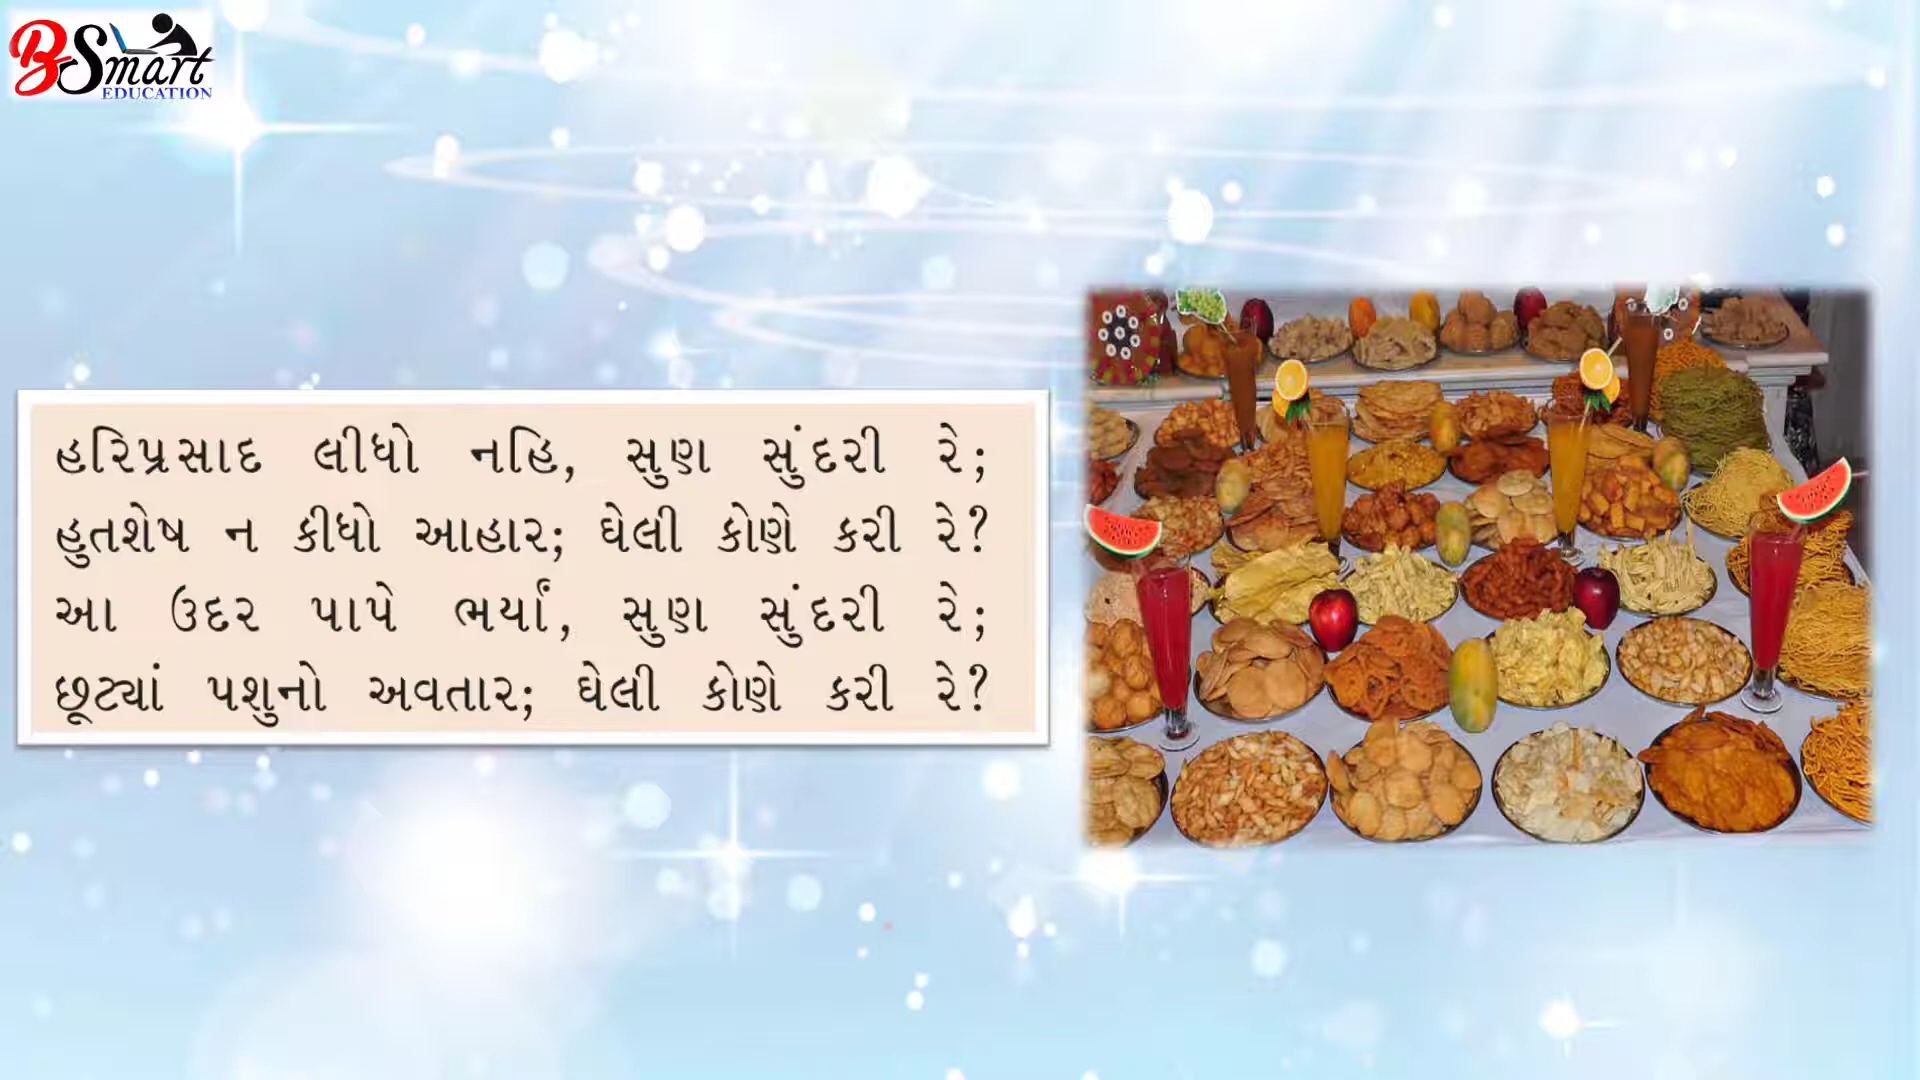 BSmart
EDUCATION
હરિપ્રસાદ લીધો નહિ, સુણ સુંદરી રે;
હુતશેષ ન કીધો આહાર; ઘેલી કોણે કરી રે?
આ ઉદર પાપે ભર્યાં, સુણ સુંદરી રે;
છૂટ્યાં પશુનો અવતાર; ઘેલી કોણે કરી રે?